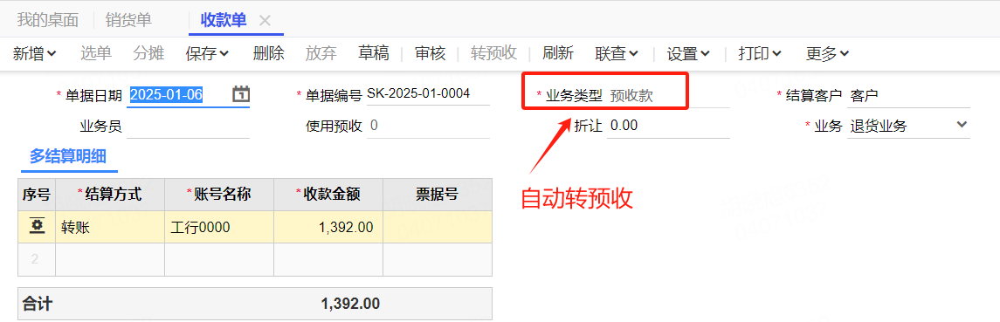 我的桌面 销货单 收款单
新增 选单 分摊 保存 删除 放弃 草稿 审核 转预收 刷新 联查 设置 打印 更多
* 单据日期 2025-01-06 * 单据编号 SK-2025-01-0004 * 业务类型 预收款 * 结算客户 客户
业务员 使用预收 0 折让 0.00 * 业务 退货业务
多结算明细
自动转预收
序号 *结算方式 *账号名称 *收款金额 票据号
转账 工行0000 1,392.00
2
合计 1,392.00